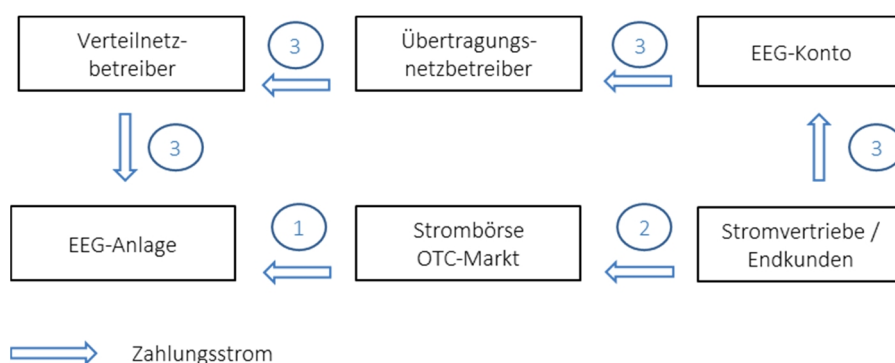 Verteilnetz-
betreiber
3
Übertragungs-
netzbetreiber
3
EEG-Konto
3
3
EEG-Anlage
1
Strombörse
OTC-Markt
2
Stromvertriebe /
Endkunden
Zahlungsstrom